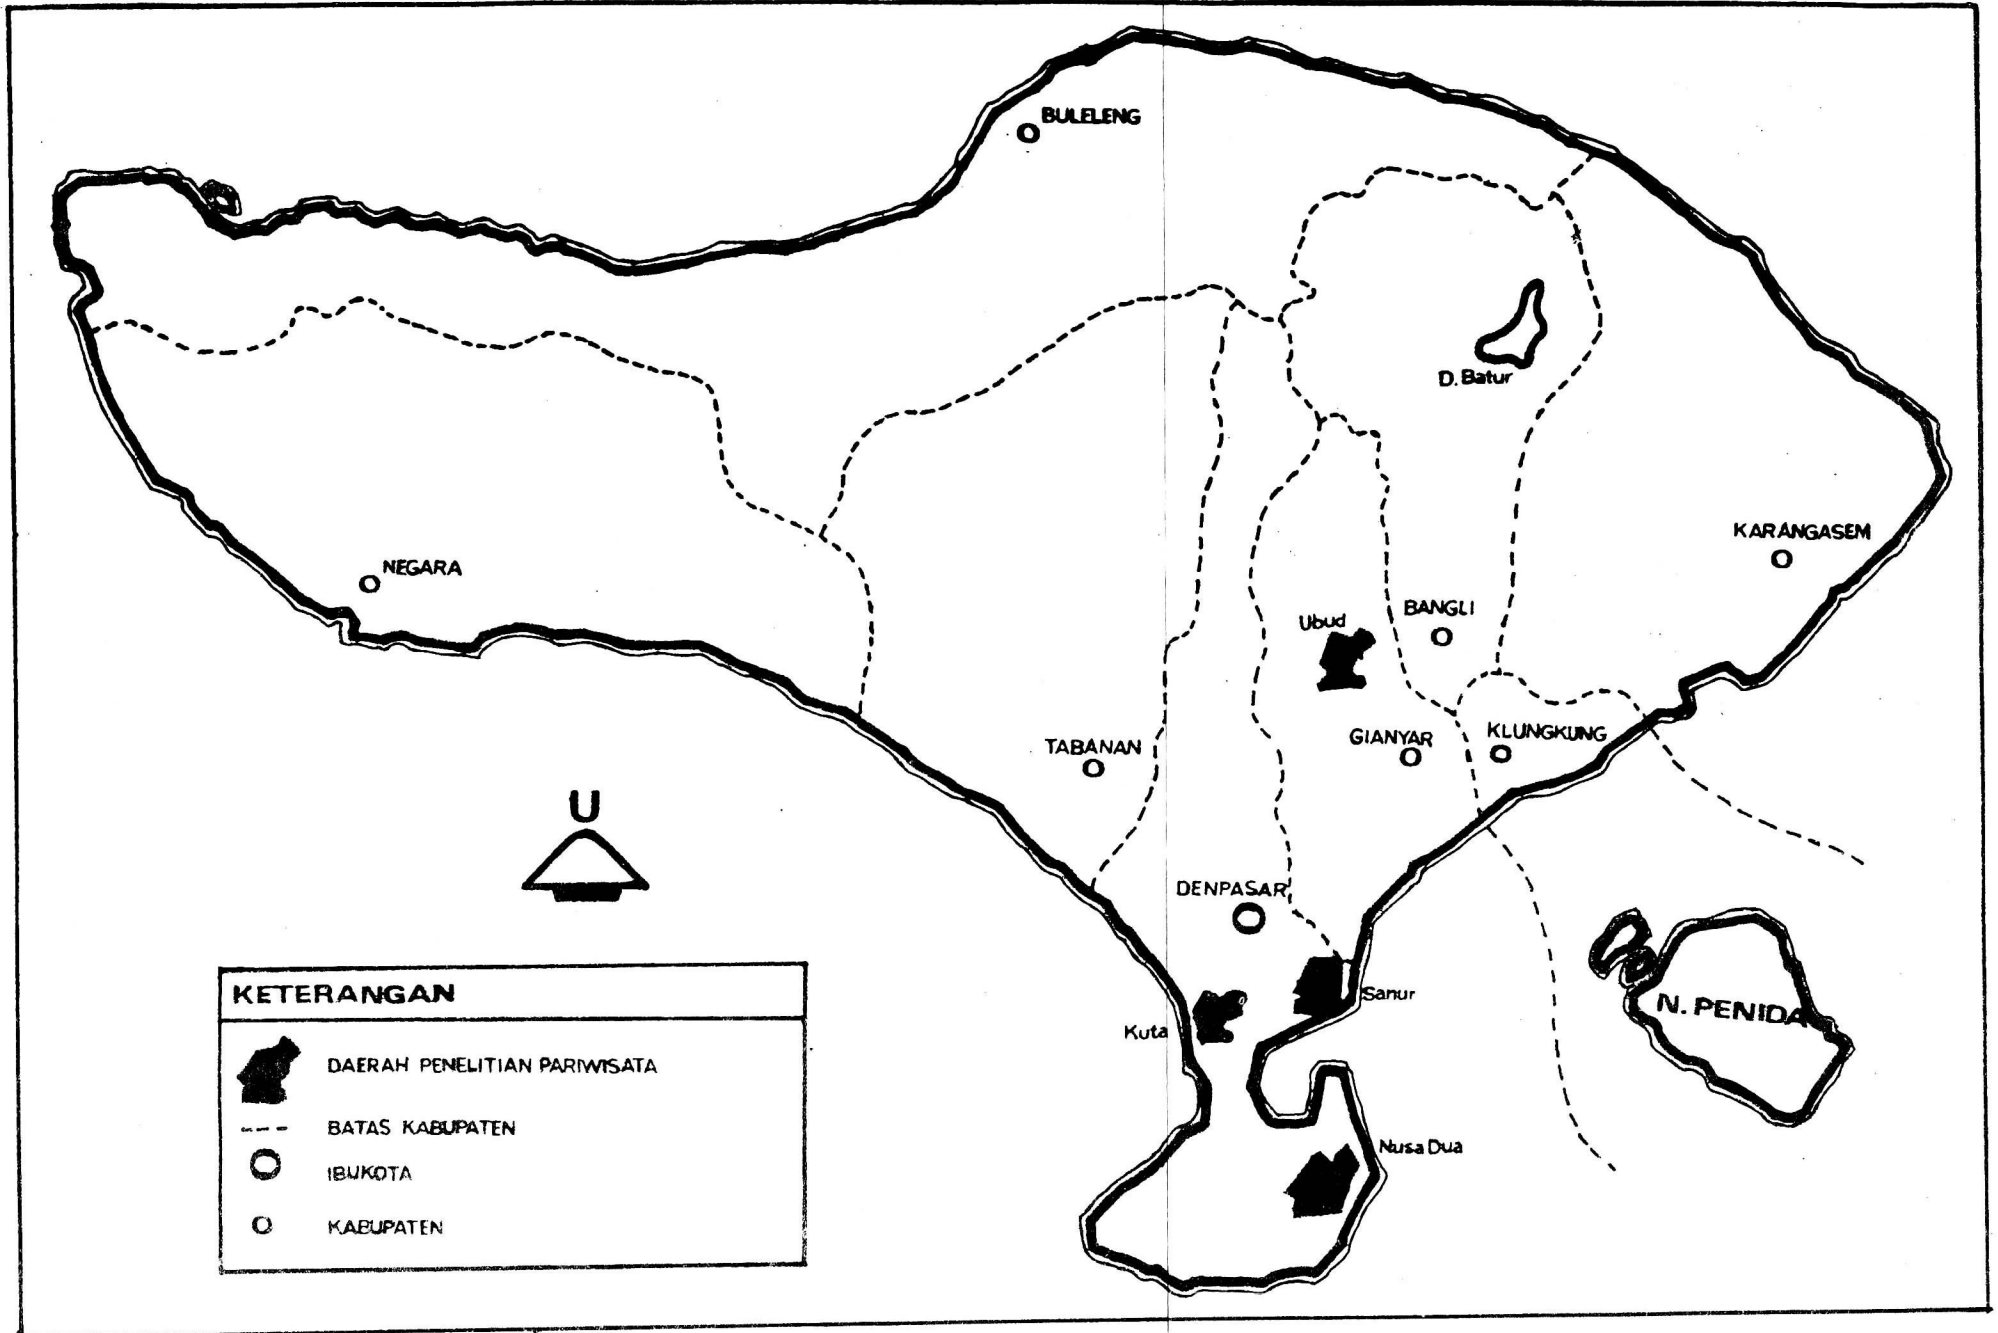 BULELENG
D. Batur
KARANGASEM
NEGARA
BANGLI
Ubud
TABANAN
GIANYAR
KLUNGKUNG
U
DENPASAR
KETERANGAN
DAERAH PENELITIAN PARIWISATA
BATAS KABUPATEN
IBUKOTA
KABUPATEN
Sanur
Kuta
N. PENIDA
Nusa Dua